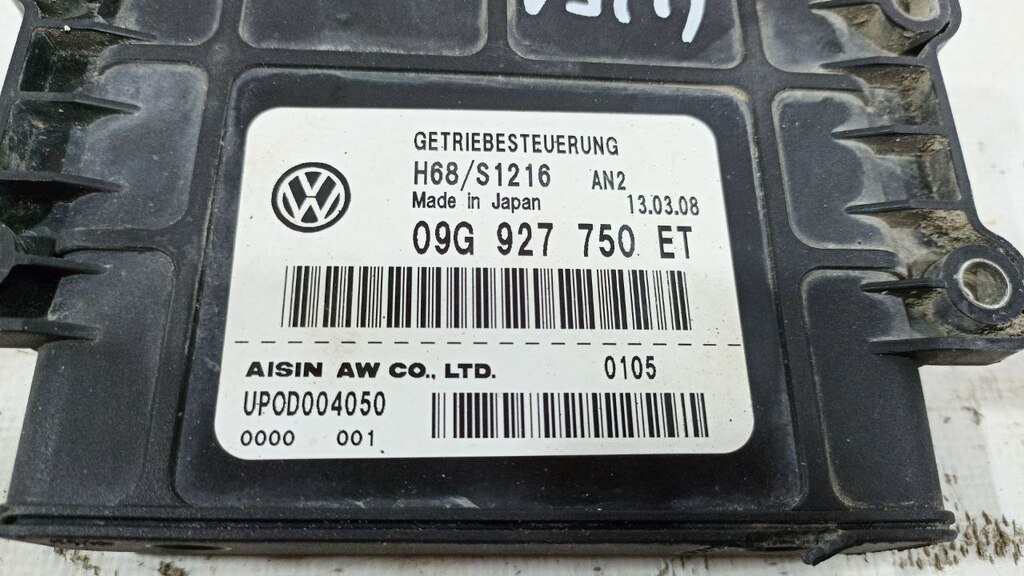 GETRIEBESTEUERUNG
H68/S1216 AN2
Made in Japan 13.03.08
09G 927 750 ET
AISIN AW CO., LTD. 0105
UPOD004050
0000 001